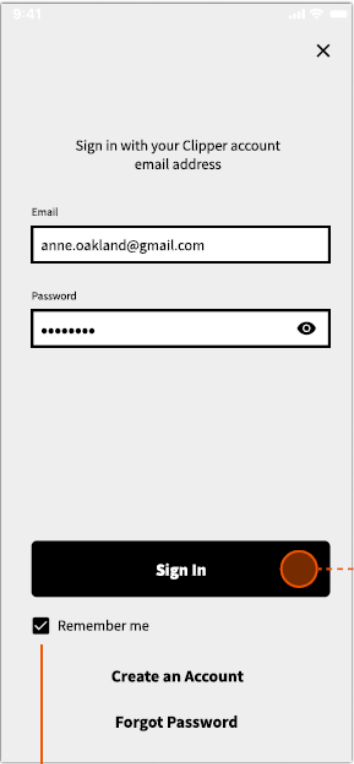 9:41
Sign in with your Clipper account
email address
Email
anne.oakland@gmail.com
Password
••••••••
Sign In
Remember me
Create an Account
Forgot Password